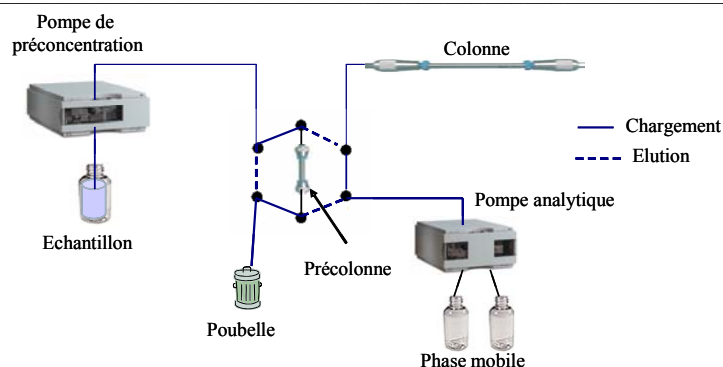 Pompe de
préconcentration
Colonne
Chargement
Elution
Pompe analytique
Echantillon
Précolonne
Poubelle
Phase mobile